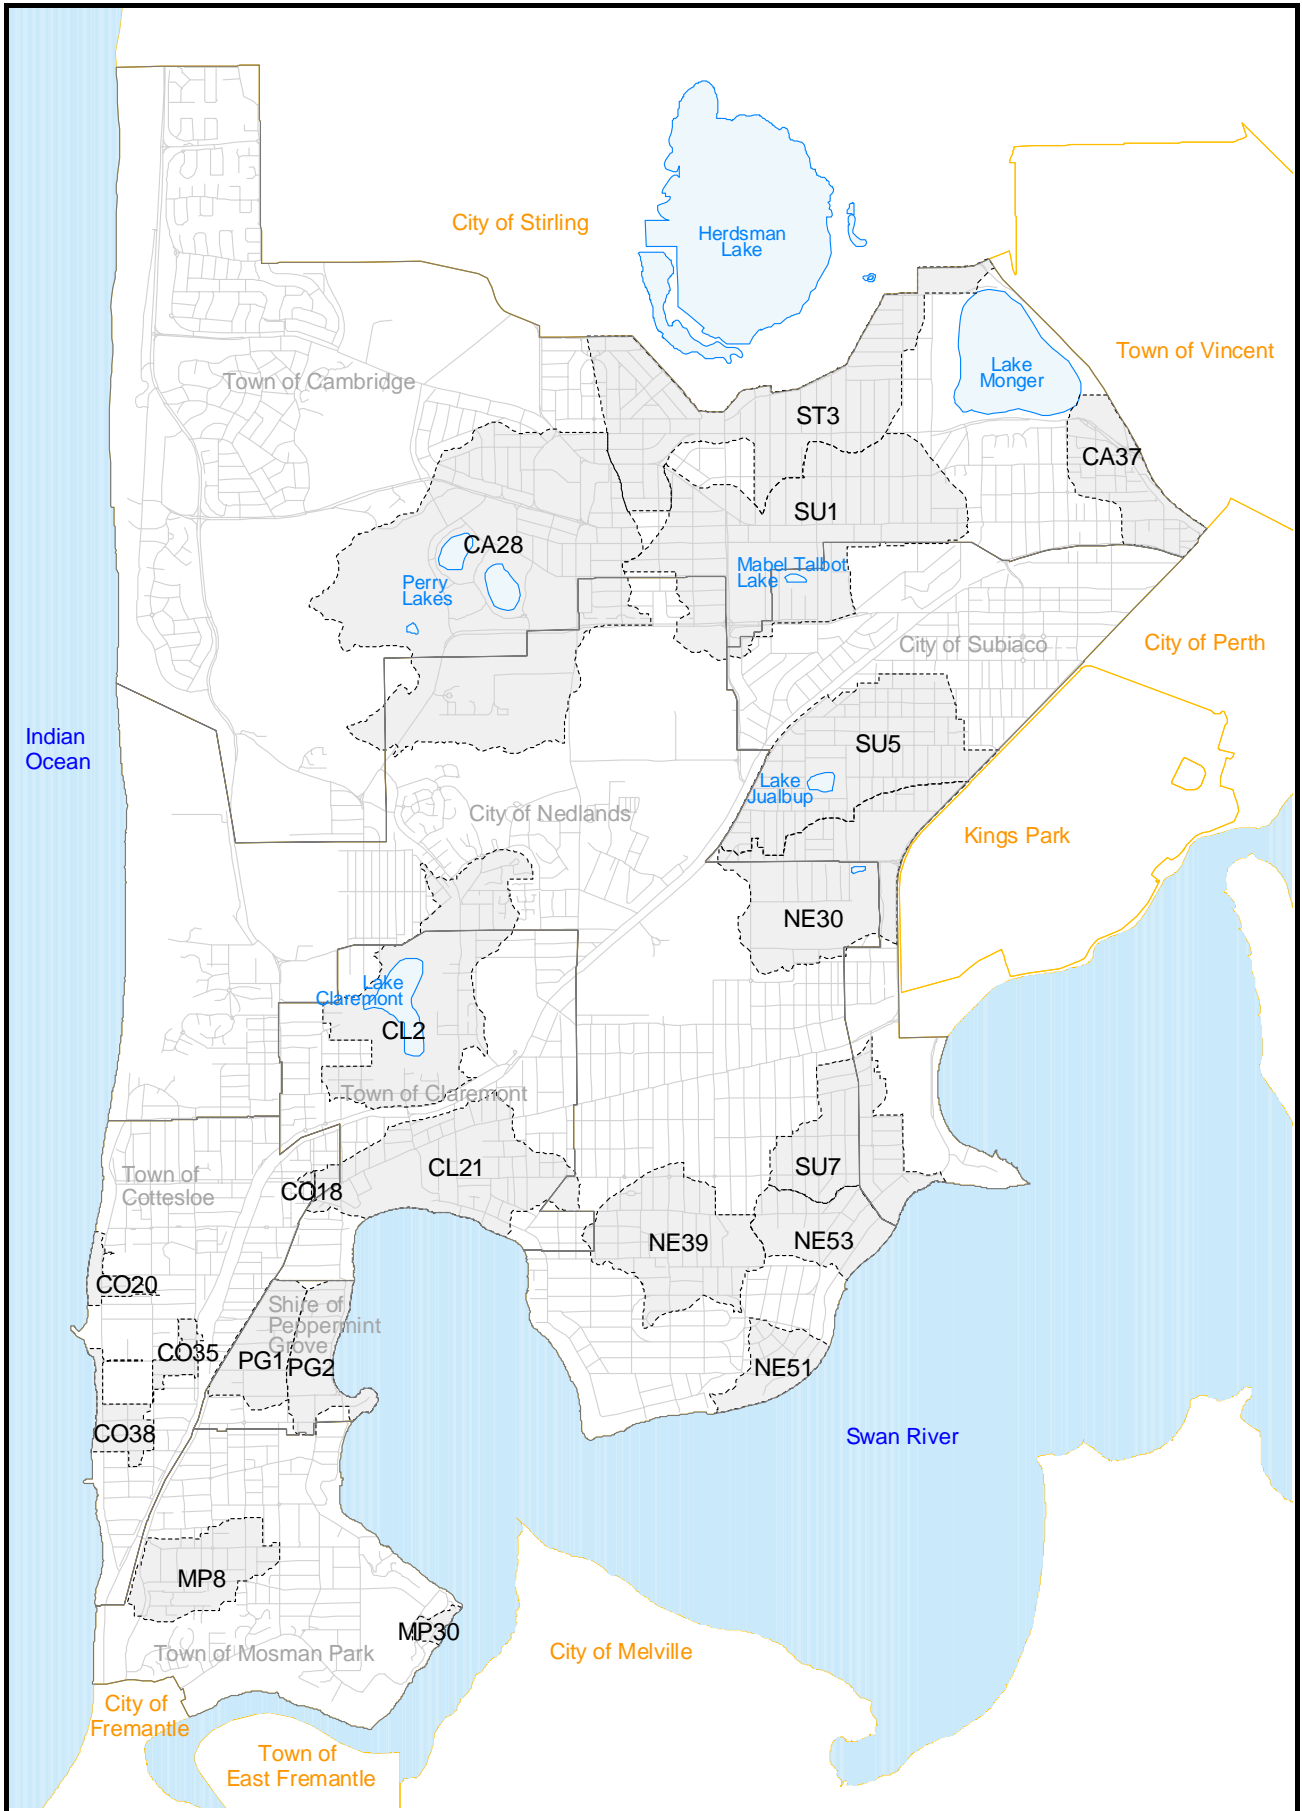 City of Stirling
Herdsman
Lake
Town of Vincent
Lake
Monger
Town of Cambridge
ST3
CA37
SU1
CA28
Mabel Talbot
Lake
Perry
Lakes
City of Subiaco
City of Perth
Indian
Ocean
SU5
Lake
Jualbup
City of Nedlands
Kings Park
NE30
Lake
Claremont
CL2
Town of Claremont
CL21
SU7
Town of
Cottesloe
CO18
NE39
NE53
CO20
Shire of
Peppermint
Grove
CO35
PG1
PG2
NE51
CO38
Swan River
MP8
MP30
Town of Mosman Park
City of Melville
City of
Fremantle
Town of
East Fremantle